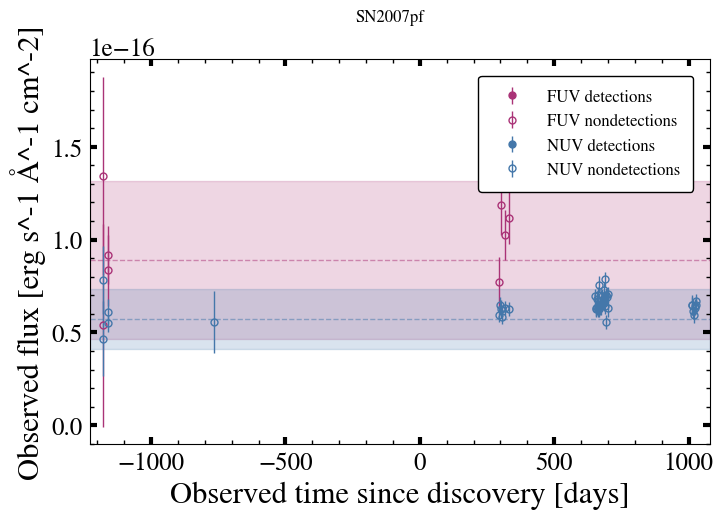 SN2007pf
1e−16
Observed flux [erg s^-1 Å^-1 cm^-2]
1.5
1.0
0.5
0.0
FUV detections
FUV nondetections
NUV detections
NUV nondetections
−1000
−500
0
500
1000
Observed time since discovery [days]